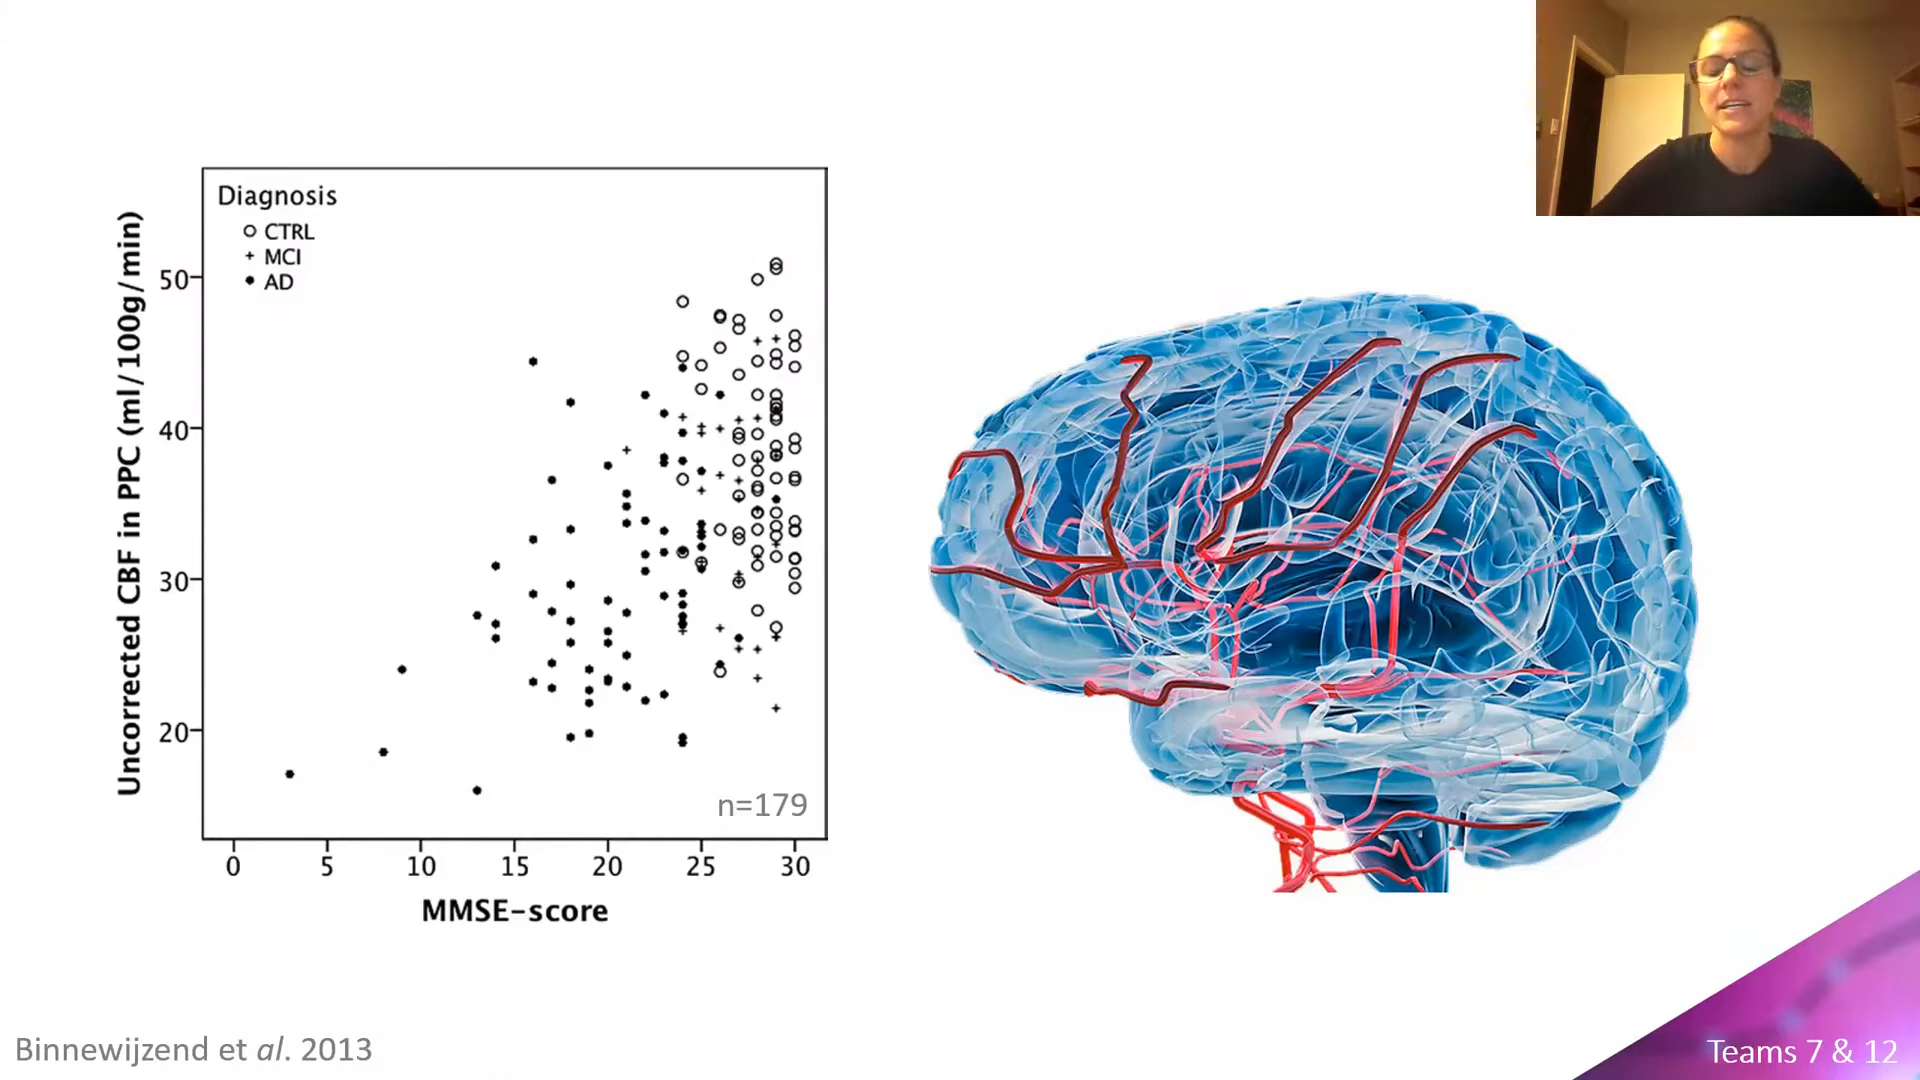 Diagnosis
CTRL
MCI
AD
Uncorrected CBF in PPC (ml/100g/min)
50
40
30
20
n=179
0 5 10 15 20 25 30
MMSE-score
Binnewijzend et al. 2013
Teams 7 & 12